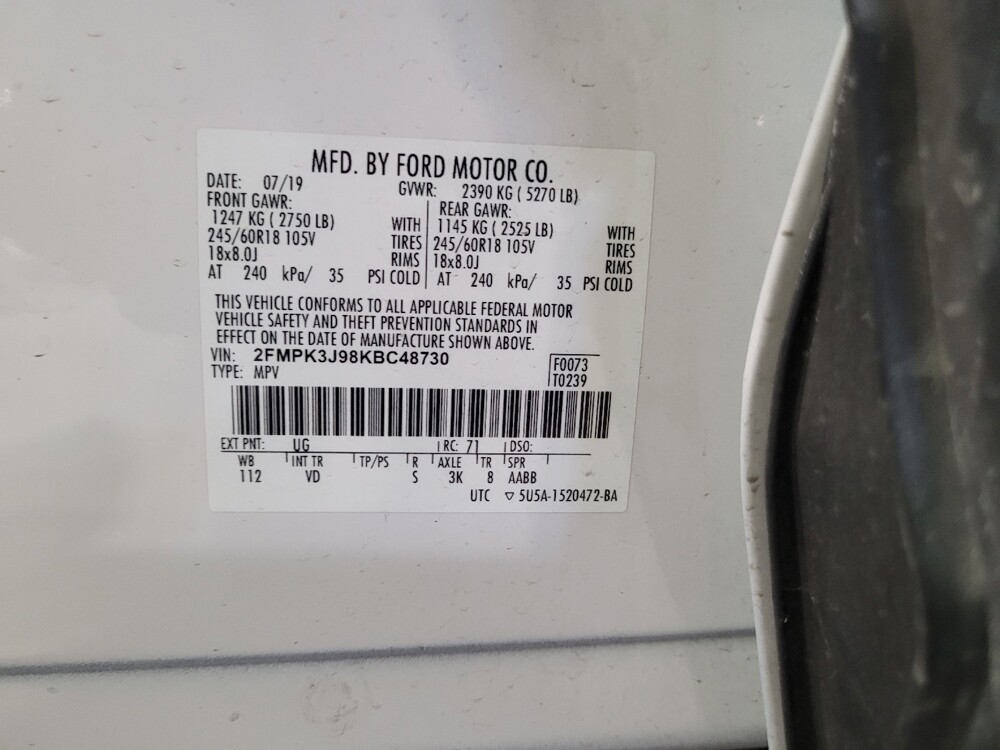 MFD. BY FORD MOTOR CO.
DATE: 07/19 GVWR: 2390 KG ( 5270 LB)
FRONT GAWR: REAR GAWR:
1247 KG ( 2750 LB) WITH 1145 KG ( 2525 LB) WITH
245/60R18 105V TIRES 245/60R18 105V TIRES
18x8.0J RIMS 18x8.0J RIMS
AT 240 kPa/ 35 PSI COLD AT 240 kPa/ 35 PSI COLD
THIS VEHICLE CONFORMS TO ALL APPLICABLE FEDERAL MOTOR
VEHICLE SAFETY AND THEFT PREVENTION STANDARDS IN
EFFECT ON THE DATE OF MANUFACTURE SHOWN ABOVE.
VIN: 2FMPK3J98KBC48730 F0073
TYPE: MPV T0239
EXT PNT: UG RC: 71 DSO:
WB INT TR TP/PS R AXLE TR SPR
112 VD S 3K 8 AABB
UTC ▽ 5U5A-1520472-BA